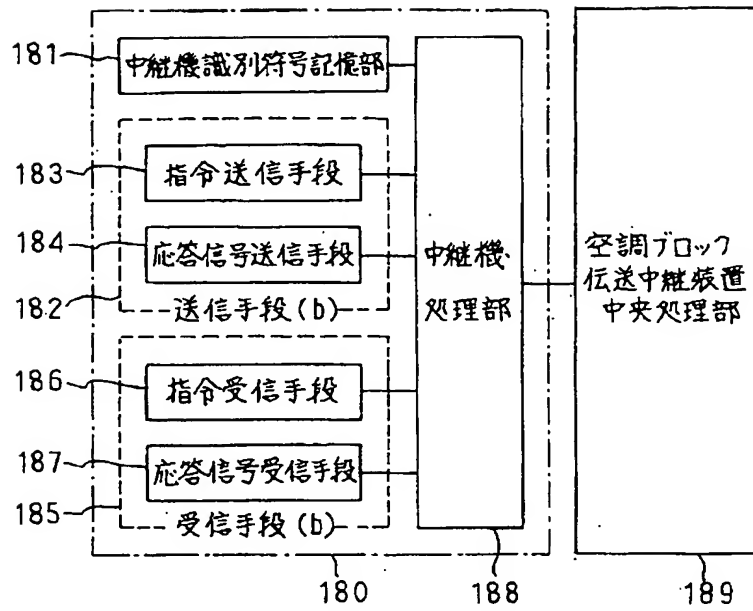 181
中継機識別符号記憶部
183
指令送信手段
184
応答信号送信手段
182
送信手段(b)
186
指令受信手段
187
応答信号受信手段
185
受信手段(b)
中継機
処理部
空調ブロック
伝送中継装置
中央処理部
180
188
189